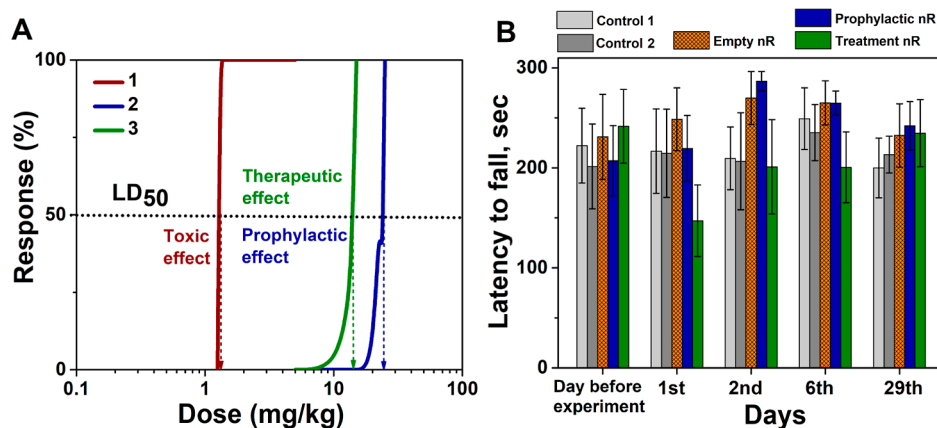 A
Response (%)
100
50
0
1
2
3
LD50
Therapeutic
effect
Toxic
effect
Prophylactic
effect
0.1
1
10
100
Dose (mg/kg)
B
Control 1
Control 2
Empty nR
Prophylactic nR
Treatment nR
Latency to fall, sec
300
200
100
0
Day before
experiment
1st
2nd
6th
29th
Days